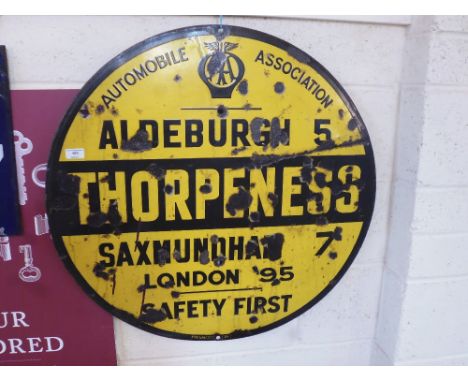 AUTOMOBILE ASSOCIATION
AA
ALDEBURGH 5
THORPENESS
SAXMUNDHAM 7
LONDON 95
SAFETY FIRST
UR
ORED